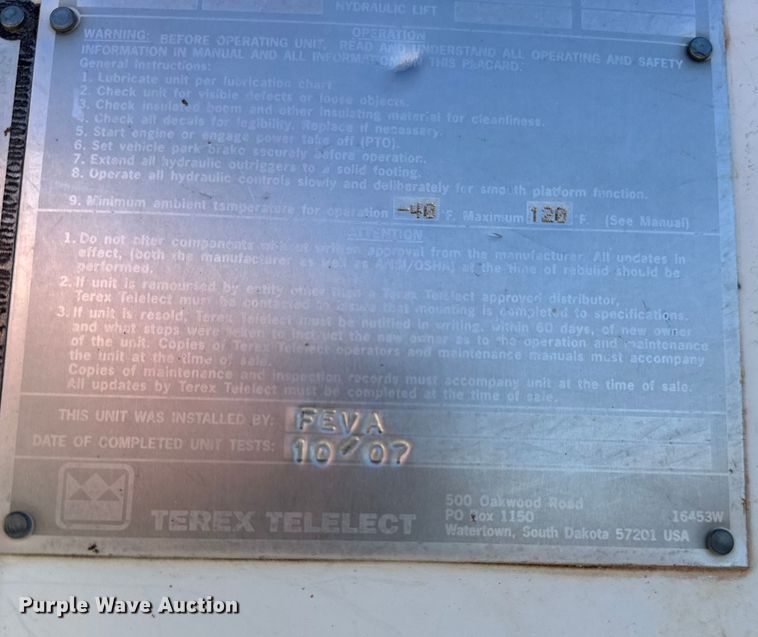 HYDRAULIC LIFT
OPERATION
WARNING: BEFORE OPERATING UNIT, READ AND UNDERSTAND ALL OPERATING AND SAFETY
INFORMATION IN MANUAL AND ALL INFORMATION ON THIS PLACARD.
General Instructions:
1. Lubricate unit per lubrication chart.
2. Check unit for visible defects or loose objects.
3. Check insulated boom and other insulating material for cleanliness.
4. Check all decals for legibility. Replace if necessary.
5. Start engine or engage power take off (PTO).
6. Set vehicle park brake securely before operation.
7. Extend all hydraulic outriggers to a solid footing.
8. Operate all hydraulic controls slowly and deliberately for smooth platform function.
9. Minimum ambient temperature for operation -40 °F. Maximum 120 °F. (See Manual)
ATTENTION
1. Do not alter components without written approval from the manufacturer. All updates in
effect, (both the manufacturer as well as ANSI/OSHA) at the time of rebuild should be
performed.
2. If unit is remounted by entity other than a Terex Telelect approved distributor,
Terex Telelect must be contacted to assure that mounting is completed to specifications.
3. If unit is resold, Terex Telelect must be notified in writing, within 60 days, of new owner
and what steps were taken to instruct the new owner as to the operation and maintenance
of the unit. Copies of Terex Telelect operators and maintenance manuals must accompany
the unit at the time of sale.
Copies of maintenance and inspection records must accompany unit at the time of sale.
All updates by Terex Telelect must be completed at the time of sale.
THIS UNIT WAS INSTALLED BY: FEVA
DATE OF COMPLETED UNIT TESTS: 10/07
TEREX TELELECT
500 Oakwood Road
PO Box 1150 16453W
Watertown, South Dakota 57201 USA
Purple Wave Auction